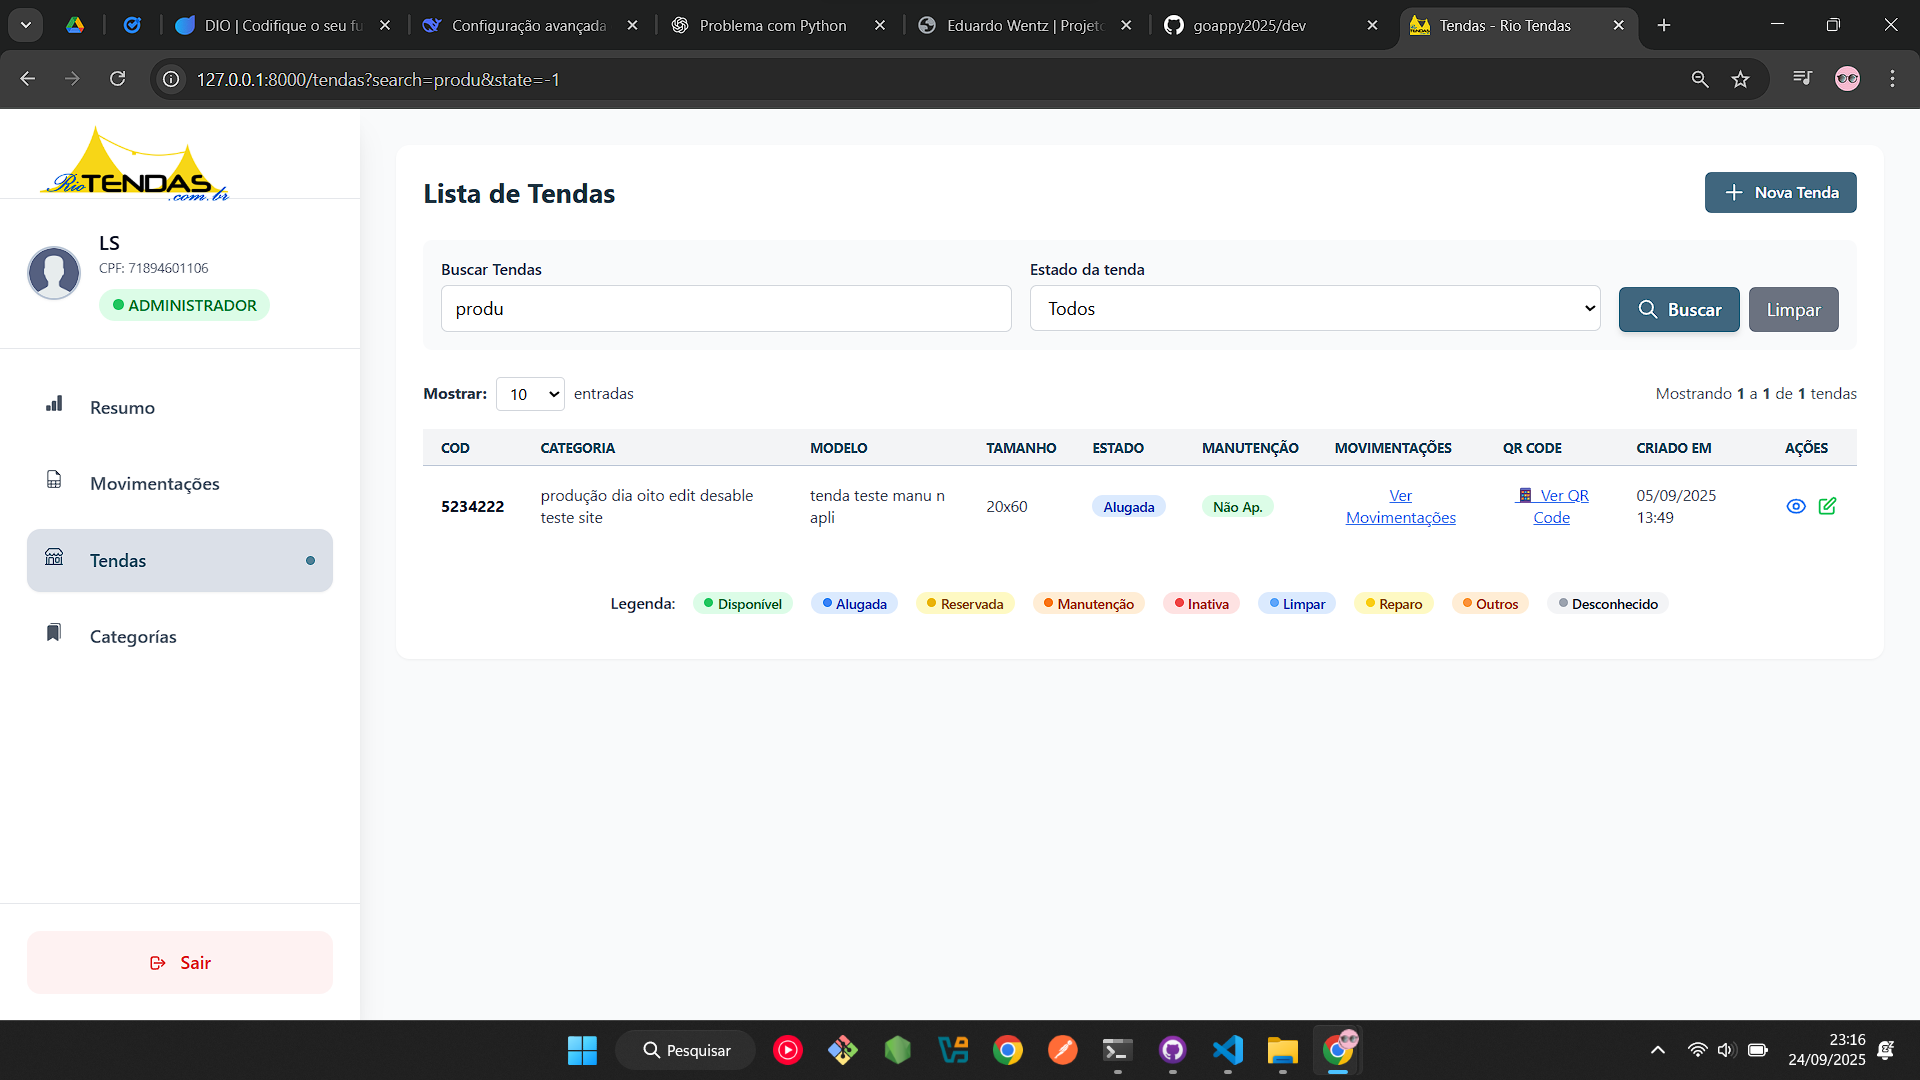 DIO | Codifique o seu fu
Configuração avançada
Problema com Python
Eduardo Wentz | Projeto
goappy2025/dev
Tendas - Rio Tendas
127.0.0.1:8000/tendas?search=produ&state=-1
Rio TENDAS .com.br
LS
CPF: 71894601106
ADMINISTRADOR
Resumo
Movimentações
Tendas
Categorías
Sair
Lista de Tendas
Nova Tenda
Buscar Tendas
Estado da tenda
produ
Todos
Buscar
Limpar
Mostrar: 10 entradas
Mostrando 1 a 1 de 1 tendas
COD CATEGORIA MODELO TAMANHO ESTADO MANUTENÇÃO MOVIMENTAÇÕES QR CODE CRIADO EM AÇÕES
5234222
produção dia oito edit desable
teste site
tenda teste manu n
apli
20x60
Alugada
Não Ap.
Ver
Movimentações
Ver QR
Code
05/09/2025
13:49
Legenda: Disponível Alugada Reservada Manutenção Inativa Limpar Reparo Outros Desconhecido
Pesquisar
23:16
24/09/2025